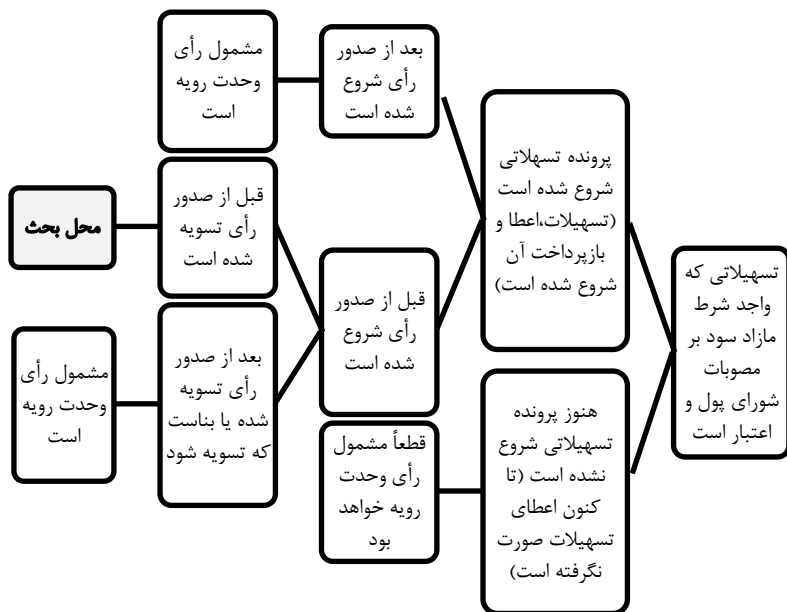 تسهیلاتی که
واجد شرط
مازاد سود بر
مصوبات
شورای پول و
اعتبار است
پرونده تسهلاتی
شروع شده است
(تسهیلات،اعطا و
بازپرداخت آن
شروع شده است)
بعد از صدور
رأی شروع
شده است
مشمول رأی
وحدت رویه
است
قبل از صدور
رأی شروع
شده است
قبل از صدور
رأی تسویه
شده است
محل بحث
بعد از صدور
رأی تسویه
شده یا بناست
که تسویه شود
مشمول رأی
وحدت رویه
است
هنوز پرونده
تسهیلاتی شروع
نشده است (تا
کنون اعطای
تسهیلات صورت
نگرفته است)
قطعاً مشمول
رأی وحدت
رویه خواهد
بود